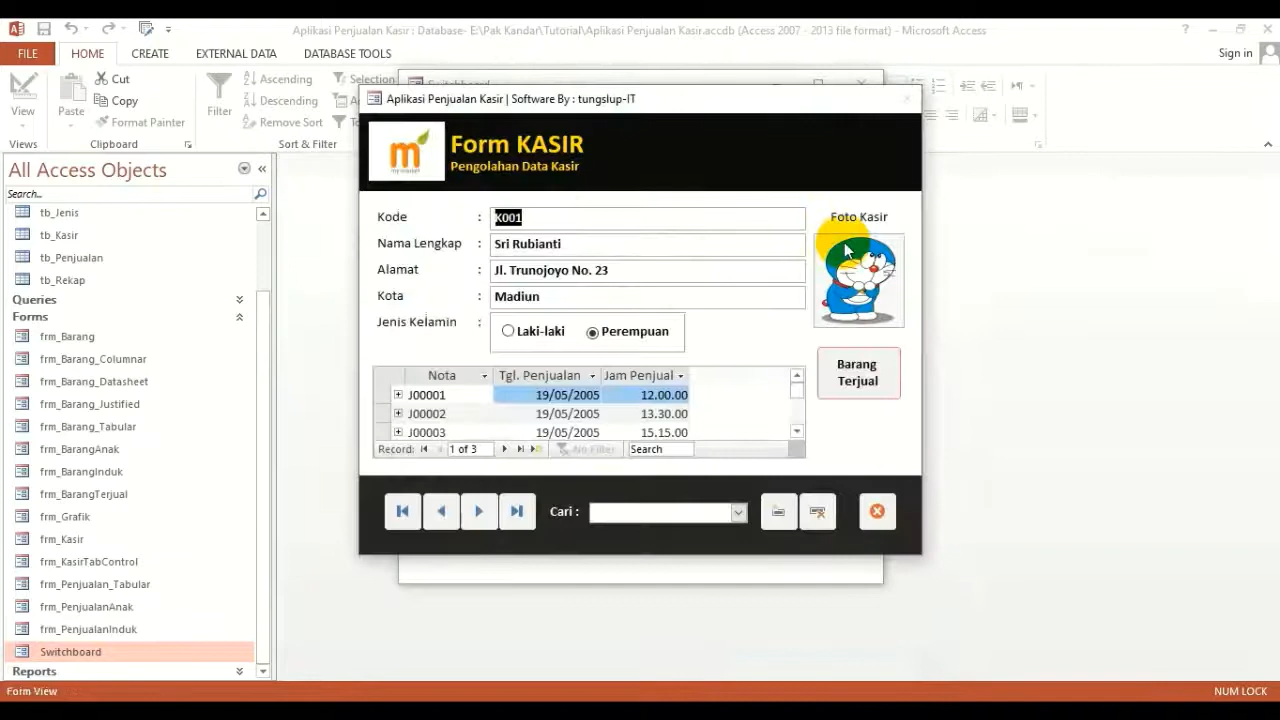 Aplikasi Penjualan Kasir : Database- E:\Pak Kandar\Tutorial\Aplikasi Penjualan Kasir.accdb (Access 2007 - 2013 file format) - Microsoft Access
FILE HOME CREATE EXTERNAL DATA DATABASE TOOLS Sign in
View
Views
Paste
Cut
Copy
Format Painter
Clipboard
Filter
Ascending
Descending
Remove Sort
Selection
Sort & Filter
All Access Objects
Search...
tb_Jenis
tb_Kasir
tb_Penjualan
tb_Rekap
Queries
Forms
frm_Barang
frm_Barang_Columnar
frm_Barang_Datasheet
frm_Barang_Justified
frm_Barang_Tabular
frm_BarangAnak
frm_BarangInduk
frm_BarangTerjual
frm_Grafik
frm_Kasir
frm_KasirTabControl
frm_Penjualan_Tabular
frm_PenjualanAnak
frm_PenjualanInduk
Switchboard
Reports
Aplikasi Penjualan Kasir | Software By : tungslup-IT
m
Form KASIR
Pengolahan Data Kasir
Kode : K001
Nama Lengkap : Sri Rubianti
Alamat : Jl. Trunojoyo No. 23
Kota : Madiun
Jenis Kelamin : Laki-laki Perempuan
Foto Kasir
Barang
Terjual
Nota Tgl. Penjualan Jam Penjual
J00001 19/05/2005 12.00.00
J00002 19/05/2005 13.30.00
J00003 19/05/2005 15.15.00
Record: 1 of 3 No Filter Search
Cari :
Form View NUM LOCK